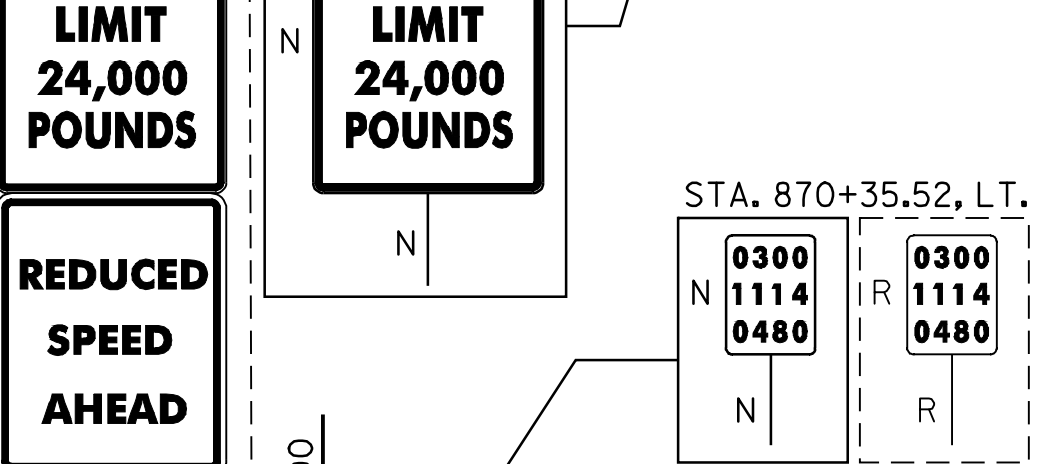 LIMIT
24,000
POUNDS
REDUCED
SPEED
AHEAD
N
LIMIT
24,000
POUNDS
N
STA. 870+35.52, LT.
N
0300
1114
0480
N
R
0300
1114
0480
R